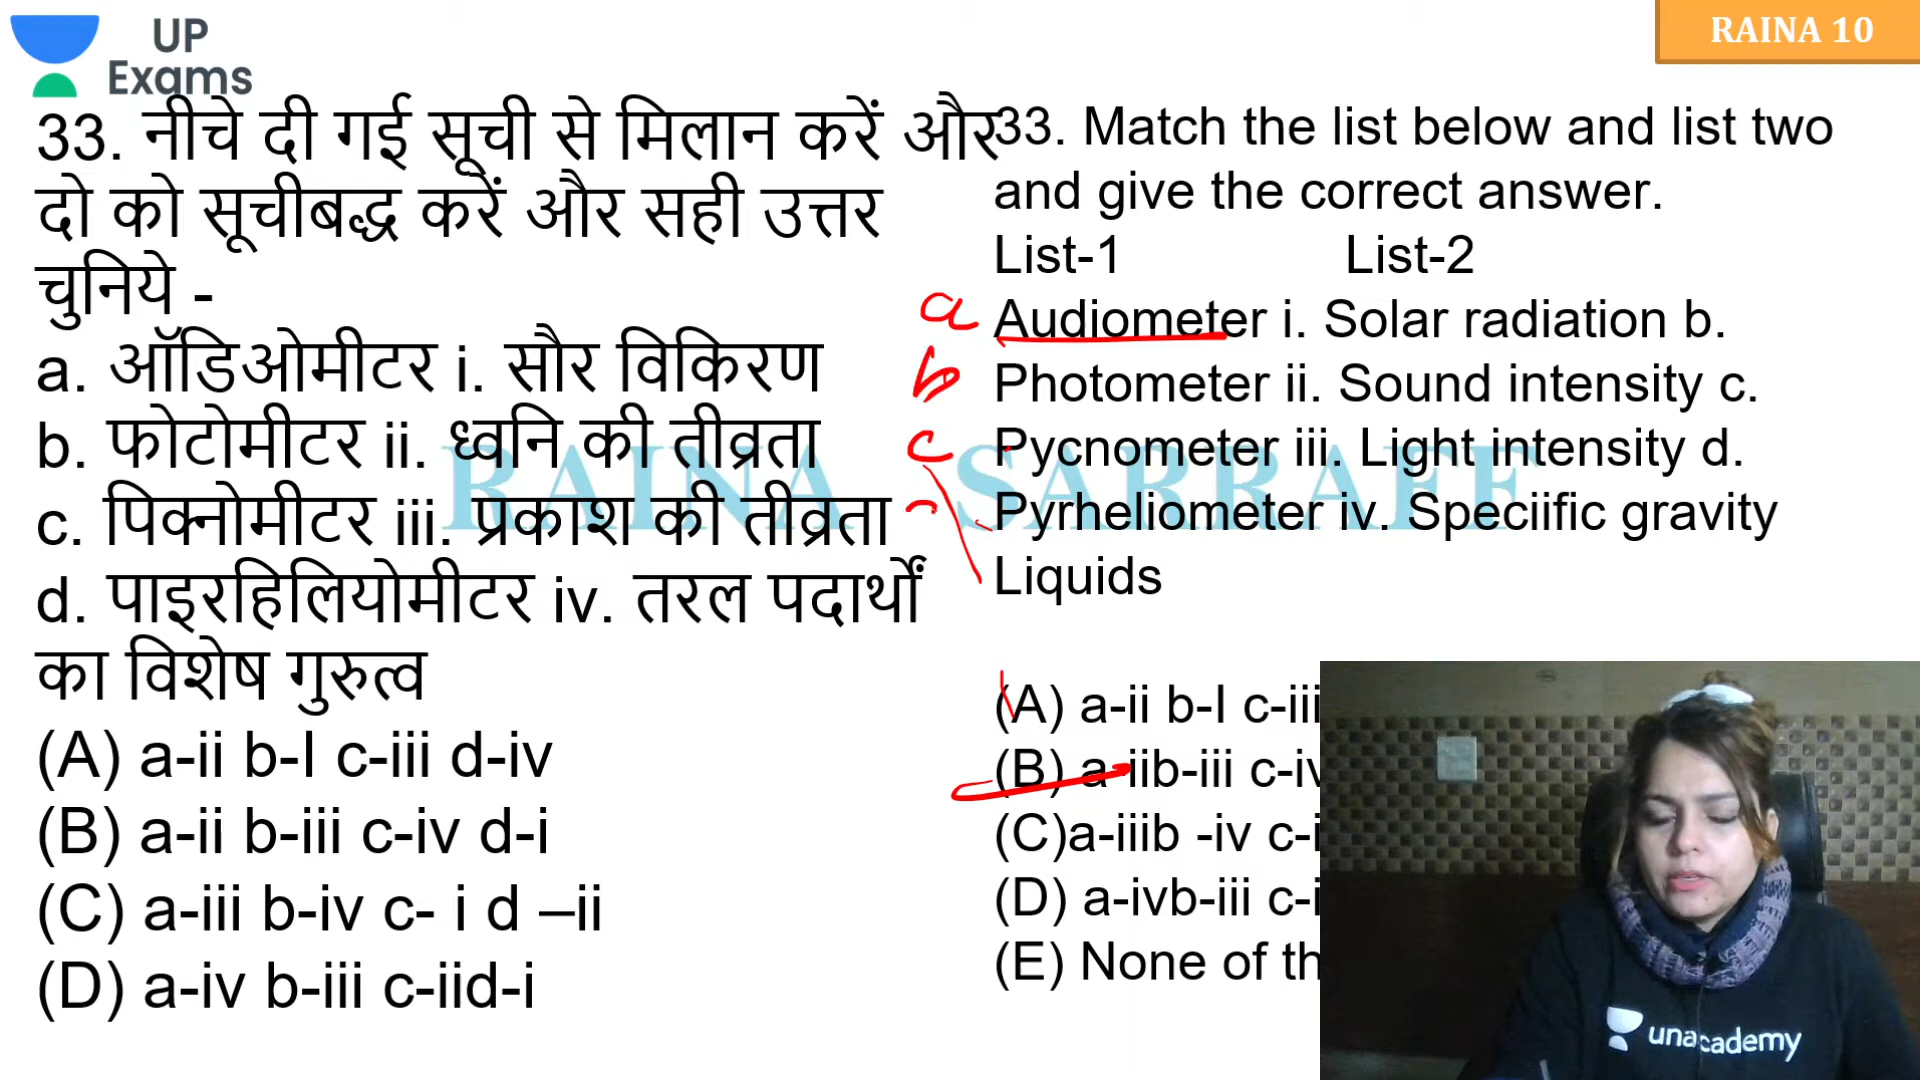 UP
Exams
RAINA 10
33. नीचे दी गई सूची से मिलान करें और
दो को सूचीबद्ध करें और सही उत्तर
चुनिये -
a. ऑडिओमीटर i. सौर विकिरण
b. फोटोमीटर ii. ध्वनि की तीव्रता
c. पिक्नोमीटर iii. प्रकाश की तीव्रता
d. पाइरहिलियोमीटर iv. तरल पदार्थों
का विशेष गुरुत्व
(A) a-ii b-I c-iii d-iv
(B) a-ii b-iii c-iv d-i
(C) a-iii b-iv c- i d –ii
(D) a-iv b-iii c-iid-i
33. Match the list below and list two
and give the correct answer.
List-1 List-2
a Audiometer i. Solar radiation b.
b Photometer ii. Sound intensity c.
c Pycnometer iii. Light intensity d.
Pyrheliometer iv. Speciific gravity
Liquids
(A) a-ii b-I c-iii
(B) a-iib-iii c-iv
(C)a-iiib -iv c-i
(D) a-ivb-iii c-i
(E) None of th
RAINA SARRAFF
unacademy